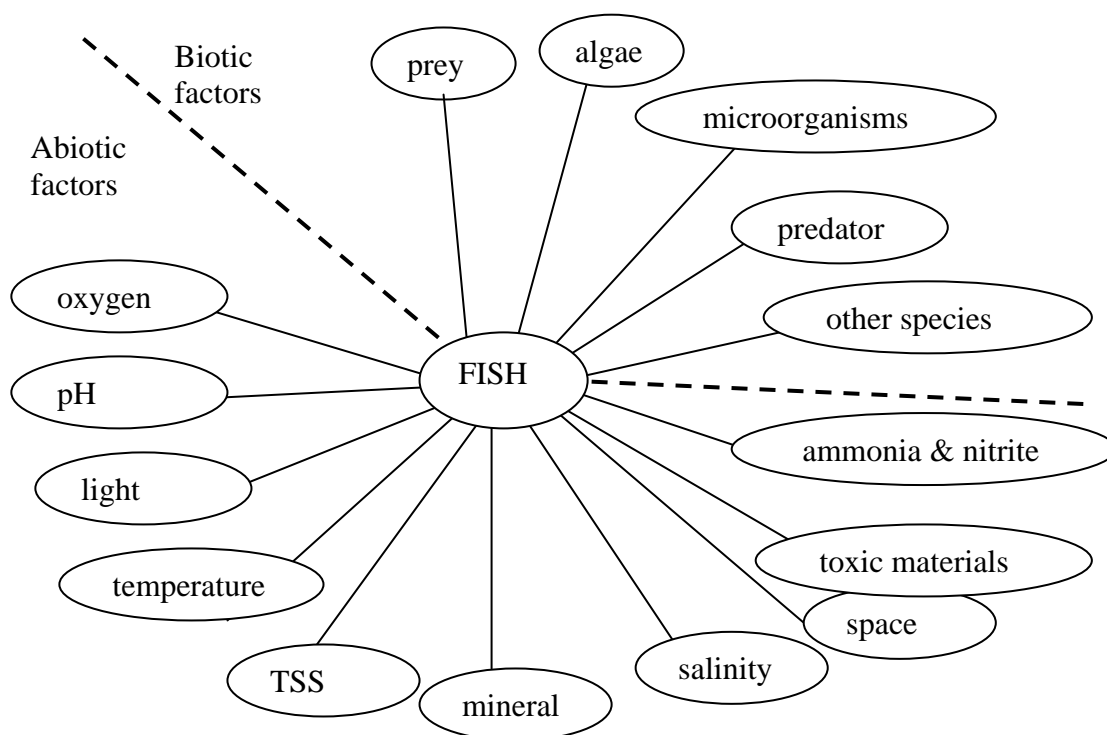 Biotic
factors
Abiotic
factors
prey
algae
microorganisms
predator
other species
FISH
oxygen
pH
light
temperature
TSS
mineral
salinity
space
toxic materials
ammonia & nitrite